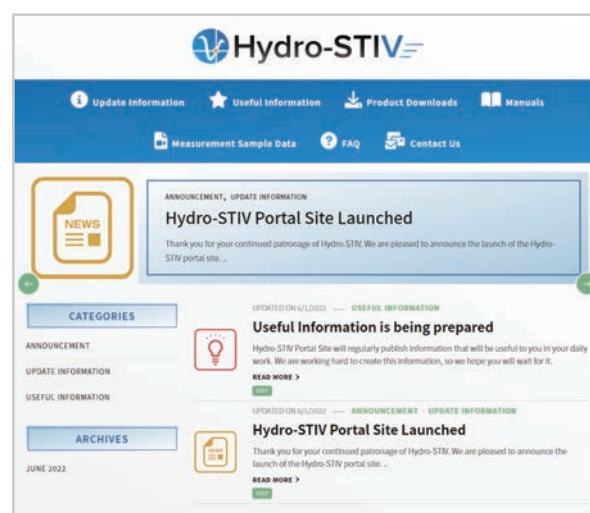 Hydro-STIV
Update Information
Useful Information
Product Downloads
Manuals
Measurement Sample Data
FAQ
Contact Us
NEWS
ANNOUNCEMENT, UPDATE INFORMATION
Hydro-STIV Portal Site Launched
Thank you for your continued patronage of Hydro-STIV. We are pleased to announce the launch of the Hydro-
STIV portal site. ..
CATEGORIES
ANNOUNCEMENT
UPDATE INFORMATION
USEFUL INFORMATION
ARCHIVES
JUNE 2022
UPDATED ON 6/1/2022 — USEFUL INFORMATION
Useful Information is being prepared
Hydro-STIV Portal Site will regularly publish information that will be useful to you in your daily
work. We are working hard to create this information, so we hope you will wait for it.
READ MORE >
EDIT
UPDATED ON 6/1/2022 — ANNOUNCEMENT · UPDATE INFORMATION
NEWS
Hydro-STIV Portal Site Launched
Thank you for your continued patronage of Hydro-STIV. We are pleased to announce the
launch of the Hydro-STIV portal site. ..
READ MORE >
EDIT